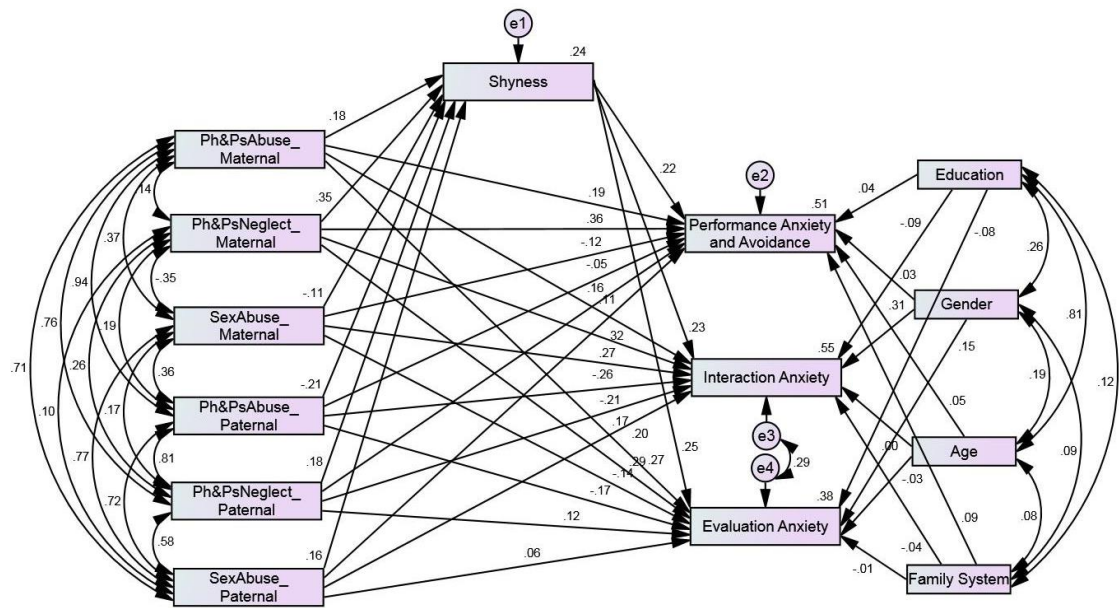 e1
.24
Shyness
.18
Ph&PsAbuse_
Maternal
.22
e2
Education
.14
.19
.51
.04
.35
Ph&PsNeglect_
Maternal
.36
Performance Anxiety
and Avoidance
-.09
-.08
.26
.37
-.12
-.05
.03
-.35
.94
.16
.11
.31
Gender
.81
-.11
SexAbuse_
Maternal
.76
.19
.32
.23
.15
.55
.27
Interaction Anxiety
.71
.26
.36
-.26
.19
.12
-.21
-.21
.10
.17
Ph&PsAbuse_
Paternal
.17
.20
.05
e3
.00
Age
.09
.25
.77
.81
.18
.29
.27
e4
.29
-.14
-.03
.72
Ph&PsNeglect_
Paternal
-.17
.38
.09
.08
.12
Evaluation Anxiety
.58
.16
.06
-.04
-.01
SexAbuse_
Paternal
Family System